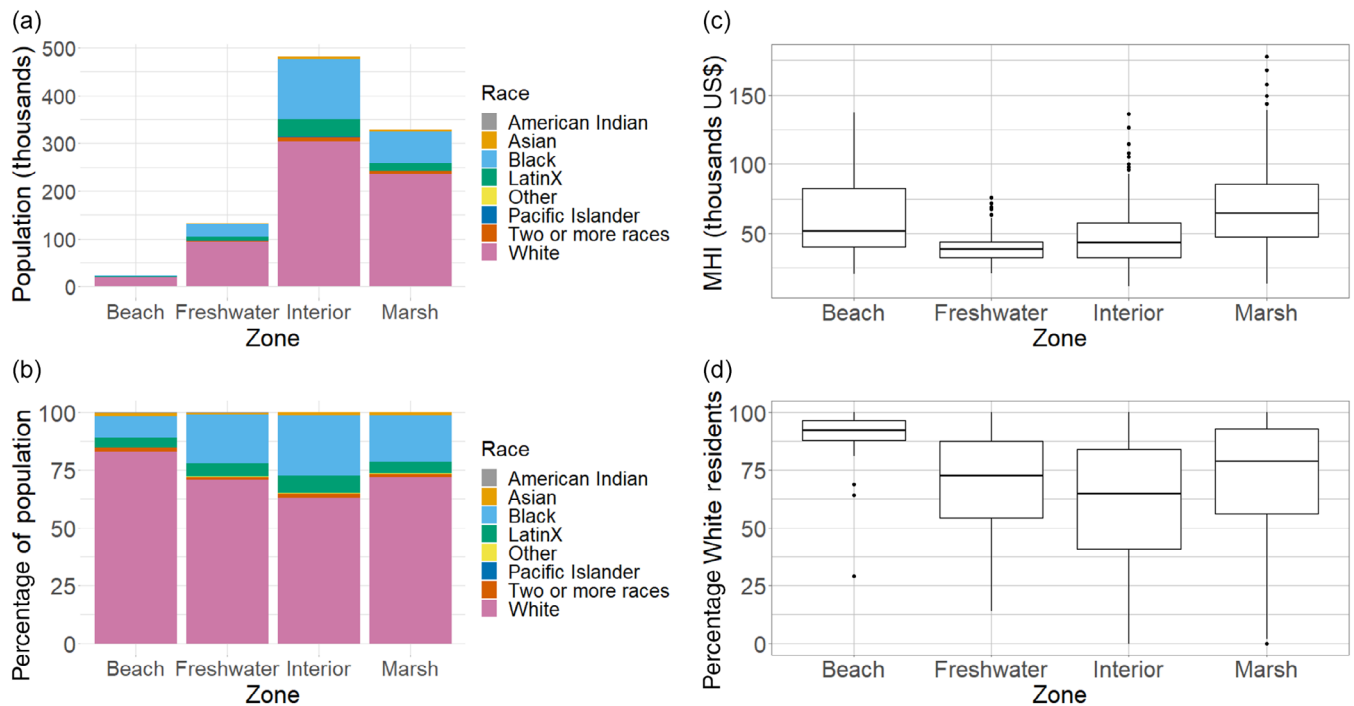 (a)
Population (thousands)
500
400
300
200
100
0
Beach Freshwater Interior Marsh
Zone
Race
American Indian
Asian
Black
LatinX
Other
Pacific Islander
Two or more races
White
(c)
MHI (thousands US$)
150
100
50
Beach Freshwater Interior Marsh
Zone
(b)
Percentage of population
100
75
50
25
0
Beach Freshwater Interior Marsh
Zone
Race
American Indian
Asian
Black
LatinX
Other
Pacific Islander
Two or more races
White
(d)
Percentage White residents
100
75
50
25
0
Beach Freshwater Interior Marsh
Zone